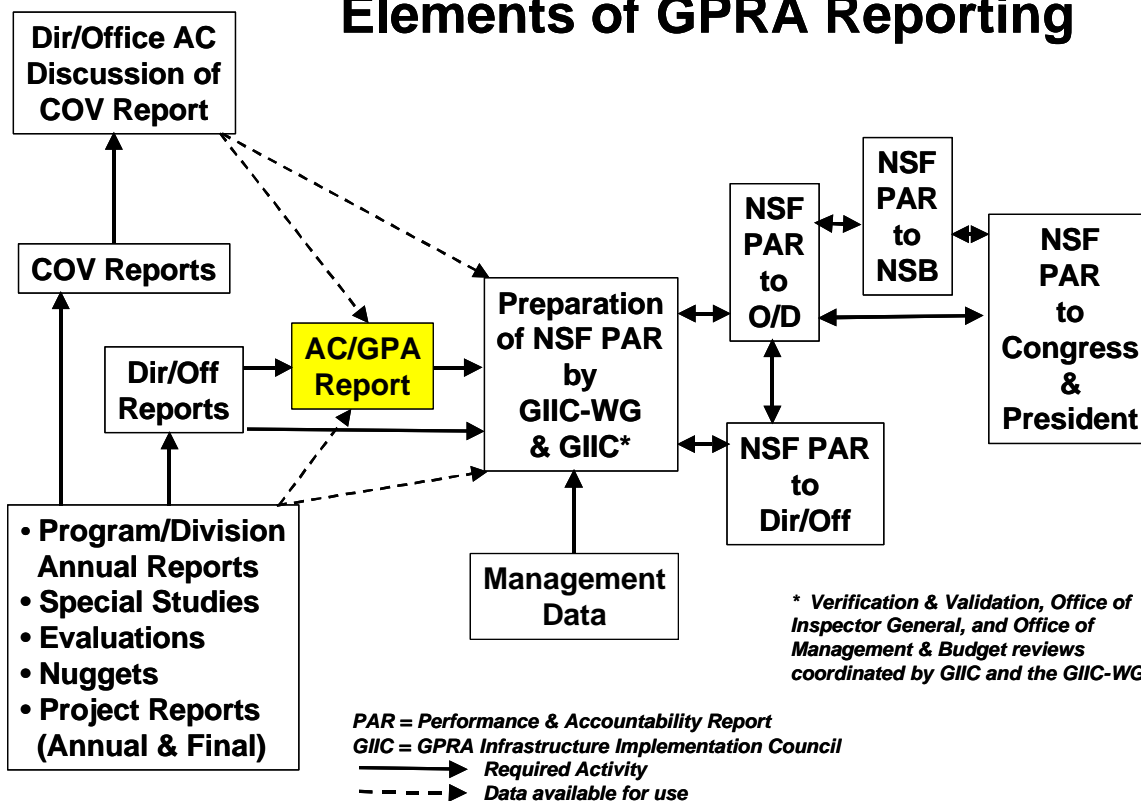 Elements of GPRA Reporting
Dir/Office AC
Discussion of
COV Report
COV Reports
Dir/Off
Reports
AC/GPA
Report
• Program/Division
Annual Reports
• Special Studies
• Evaluations
• Nuggets
• Project Reports
(Annual & Final)
Preparation
of NSF PAR
by
GIIC-WG
& GIIC*
Management
Data
NSF
PAR
to
O/D
NSF
PAR
to
NSB
NSF PAR
to
Dir/Off
NSF
PAR
to
Congress
&
President
* Verification & Validation, Office of
Inspector General, and Office of
Management & Budget reviews
coordinated by GIIC and the GIIC-WG
PAR = Performance & Accountability Report
GIIC = GPRA Infrastructure Implementation Council
Required Activity
Data available for use